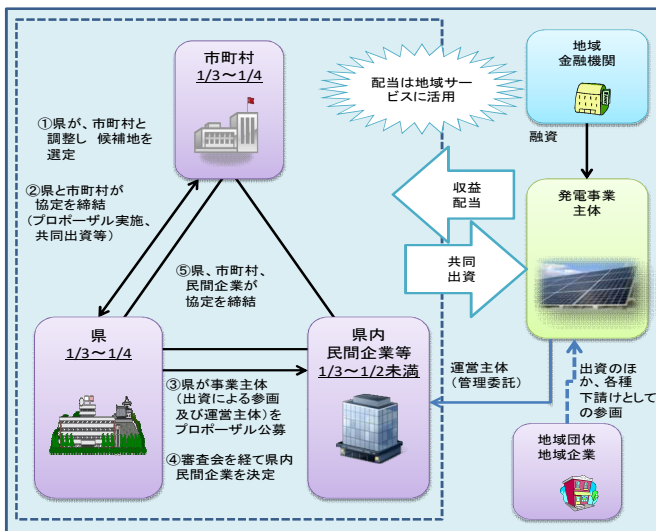 市町村
1/3～1/4
①県が、市町村と
調整し 候補地を
選定
②県と市町村が
協定を締結
(プロポーザル実施、
共同出資等)
⑤県、市町村、
民間企業が
協定を締結
県
1/3～1/4
③県が事業主体
(出資による参画
及び運営主体)を
プロポーザル公募
④審査会を経て県内
民間企業を決定
県内
民間企業等
1/3～1/2未満
配当は地域サー
ビスに活用
収益
配当
共同
出資
地域
金融機関
融資
発電事業
主体
運営主体
(管理委託)
出資のほ
か、各種
下請けとして
の参画
地域団体
地域企業